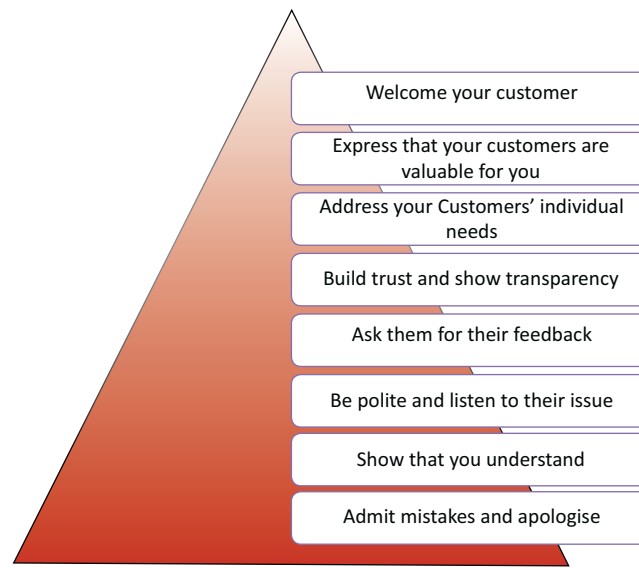 Welcome your customer
Express that your customers are
valuable for you
Address your Customers’ individual
needs
Build trust and show transparency
Ask them for their feedback
Be polite and listen to their issue
Show that you understand
Admit mistakes and apologise